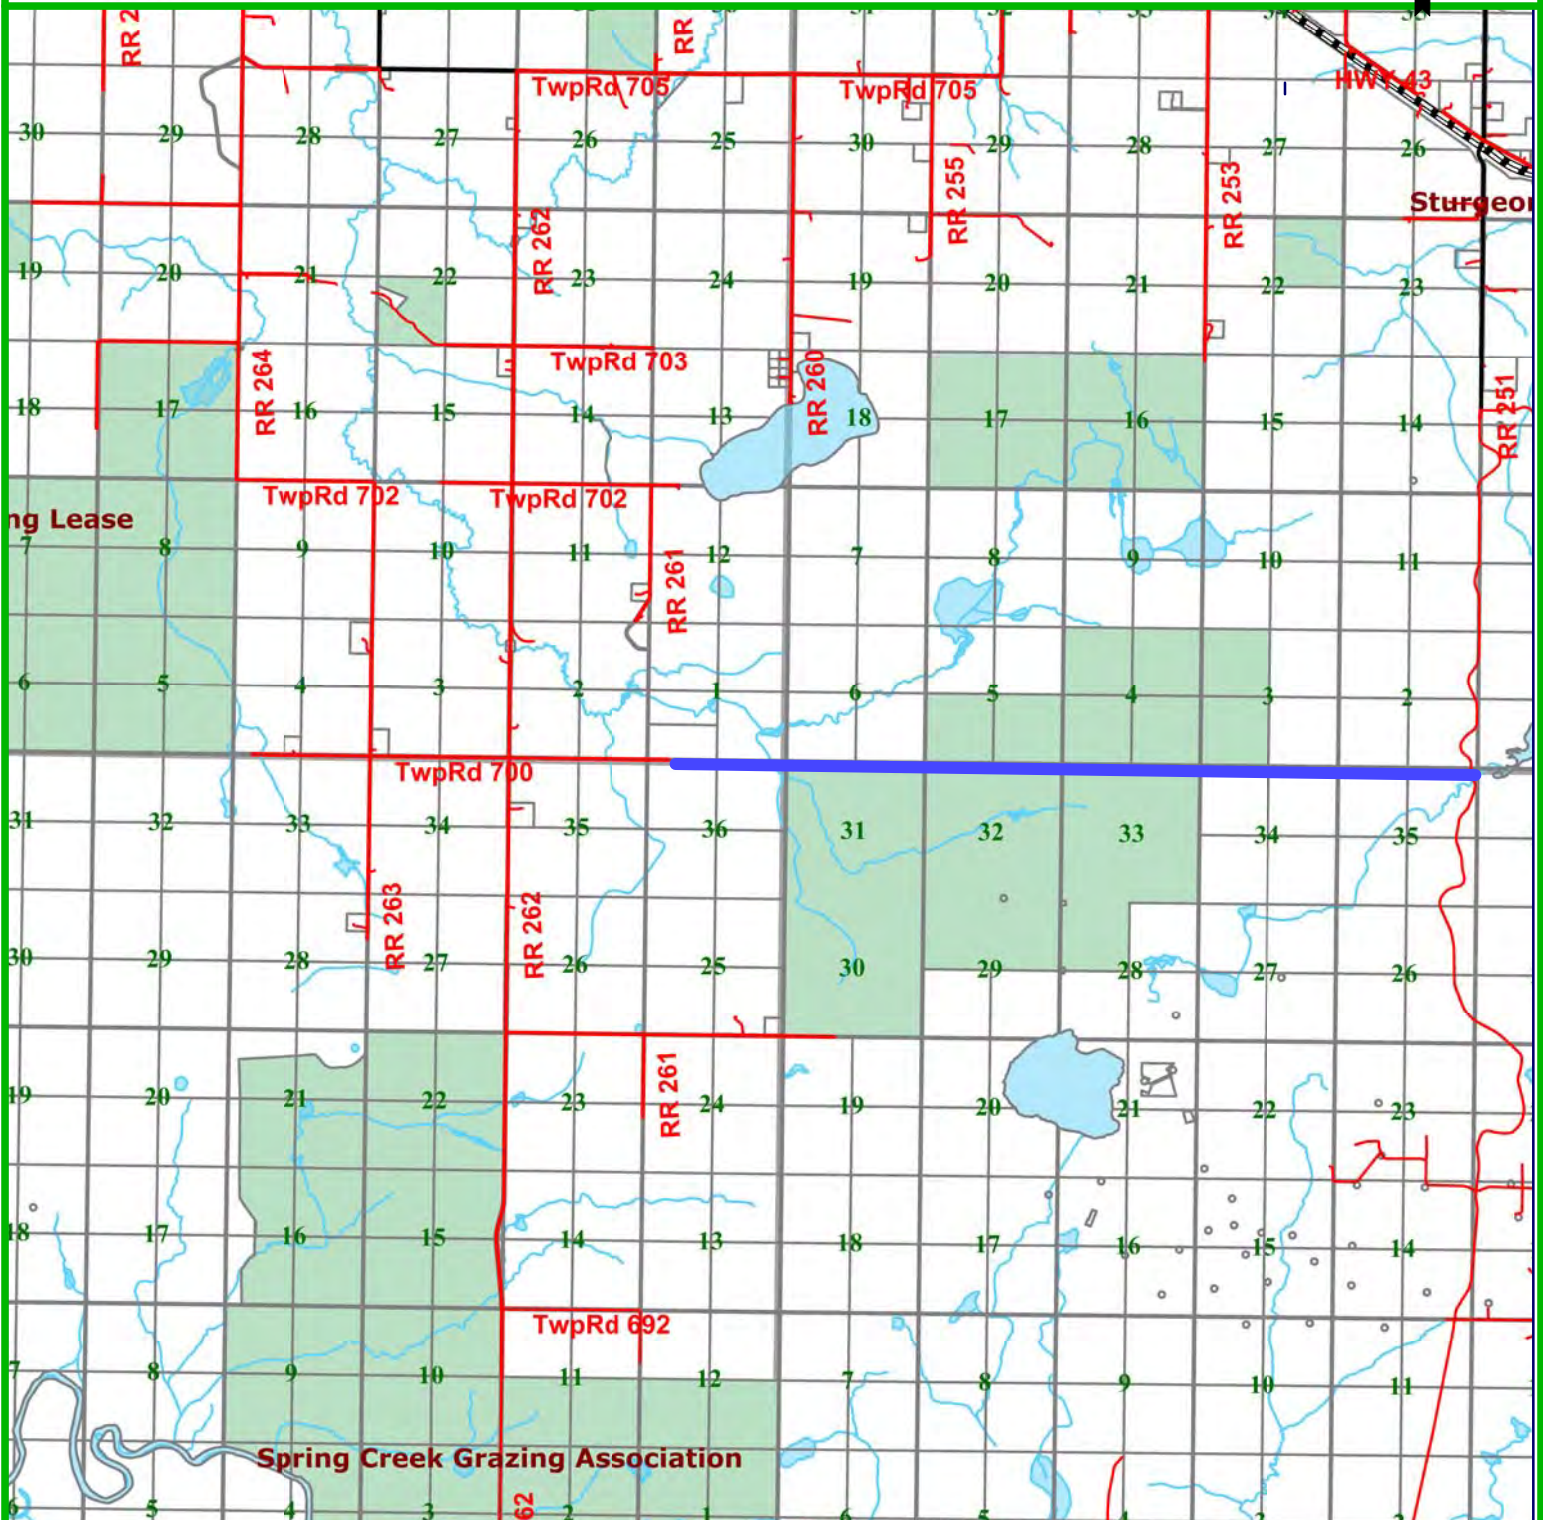 33 34 35
RR 2 RR
HWY 43
TwpRd 705 TwpRd 705
30 29 28 27 26 25 30 29 28 27 26
RR 255 RR 253
Sturgeon
RR 262
19 20 21 22 23 24 19 20 21 22 23
TwpRd 703
RR 264 RR 260 RR 251
18 17 16 15 14 13 18 17 16 15 14
TwpRd 702 TwpRd 702
ng Lease
7 8 9 10 11 12 7 8 9 10 11
RR 261
6 5 4 3 2 1 6 5 4 3 2
TwpRd 700
31 32 33 34 35 36 31 32 33 34 35
RR 263 RR 262
30 29 28 27 26 25 30 29 28 27 26
RR 261
19 20 21 22 23 24 19 20 21 22 23
18 17 16 15 14 13 18 17 16 15 14
TwpRd 692
7 8 9 10 11 12 7 8 9 10 11
Spring Creek Grazing Association
62
6 5 4 3 2 1 6 5 4 3 2